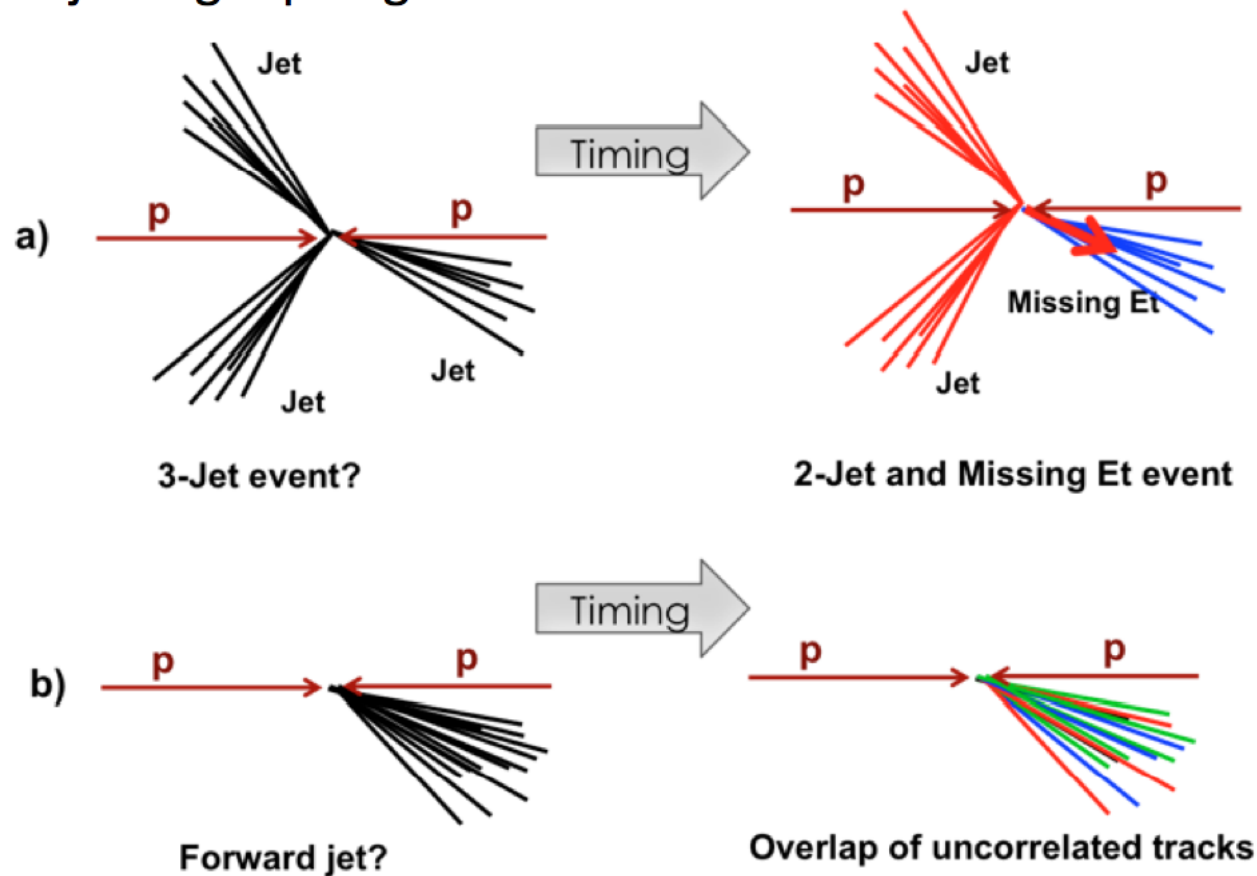 Jet
Jet
Timing
p
p
p
p
a)
Missing Et
Jet
Jet
Jet
3-Jet event?
2-Jet and Missing Et event
Timing
p
p
p
p
b)
Forward jet?
Overlap of uncorrelated tracks